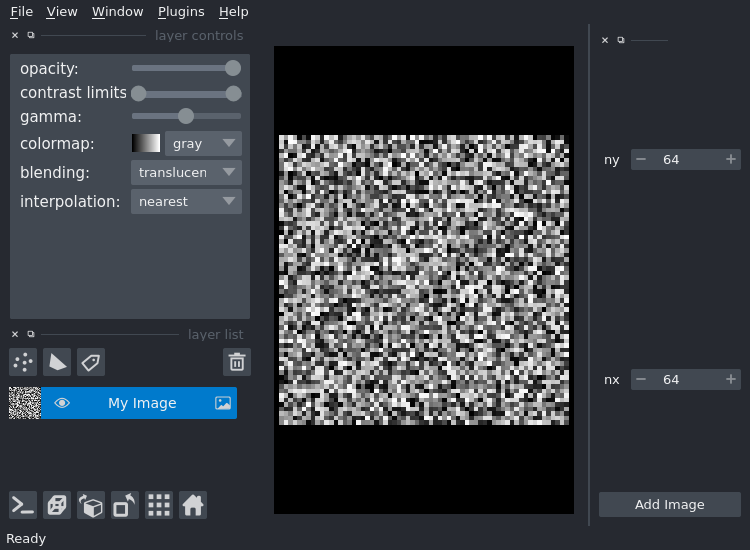 File View Window Plugins Help
layer controls
opacity:
contrast limits
gamma:
colormap: gray
blending: translucen
interpolation: nearest
layer list
My Image
Ready
ny 64
nx 64
Add Image